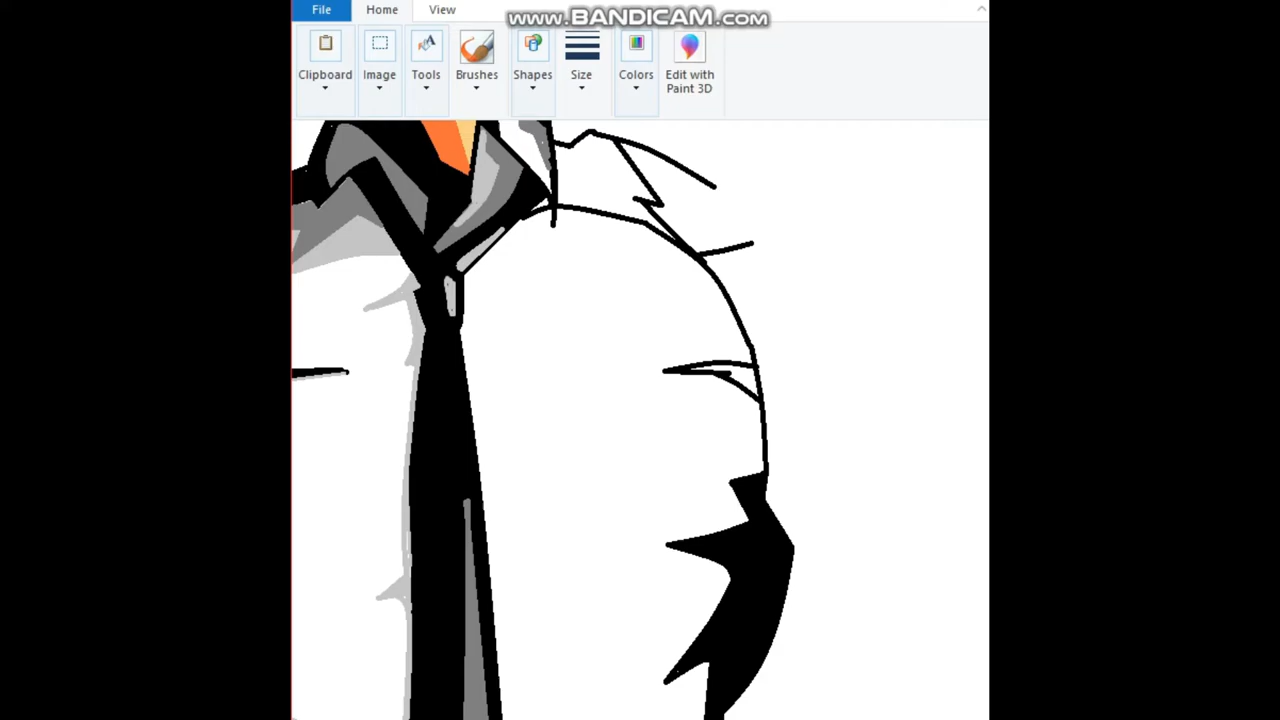 www.BANDICAM.com
File Home View
Clipboard Image Tools Brushes Shapes Size Colors Edit with
Paint 3D